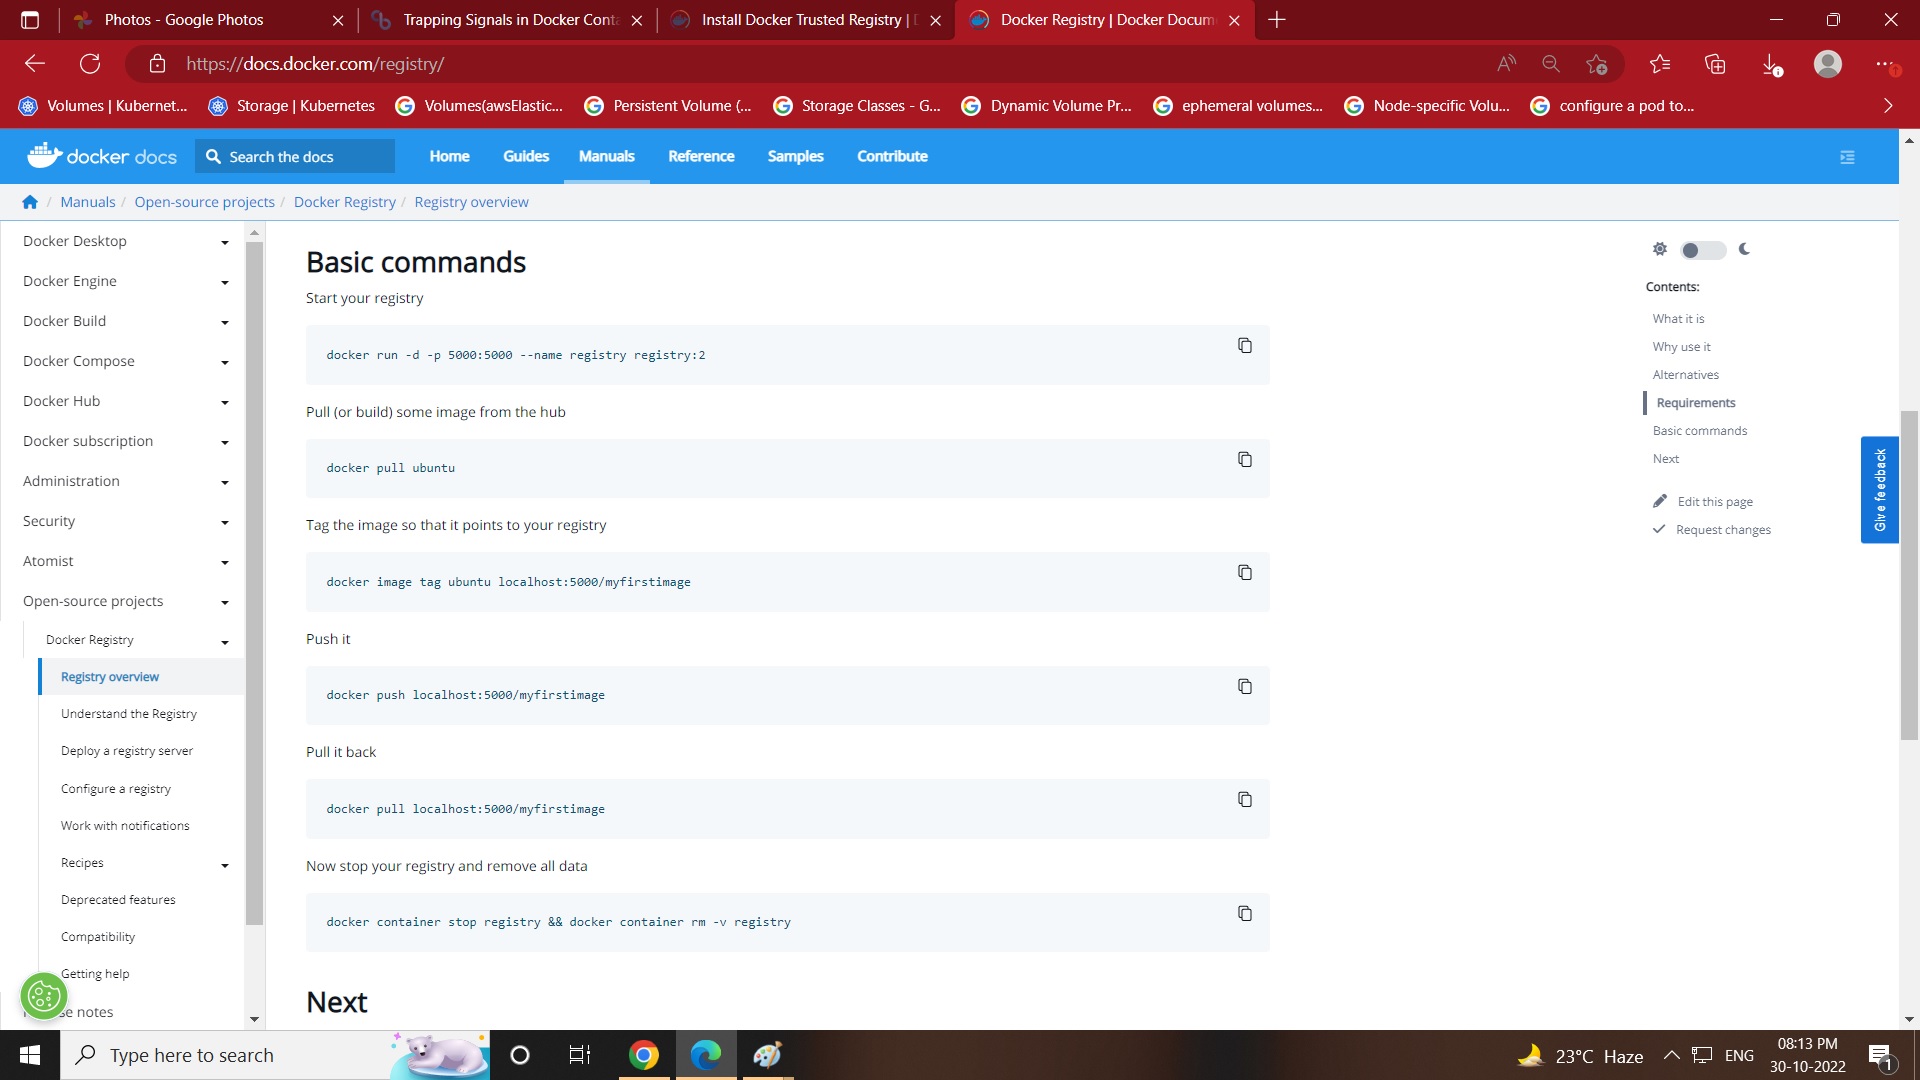 Photos - Google Photos
Trapping Signals in Docker Cont
Install Docker Trusted Registry |
Docker Registry | Docker Docum
https://docs.docker.com/registry/
Volumes | Kubernet...
Storage | Kubernetes
Volumes(awsElastic...
Persistent Volume (...
Storage Classes - G...
Dynamic Volume Pr...
ephemeral volumes...
Node-specific Volu...
configure a pod to...
docker docs
Search the docs
Home
Guides
Manuals
Reference
Samples
Contribute
/ Manuals / Open-source projects / Docker Registry / Registry overview
Docker Desktop
Docker Engine
Docker Build
Docker Compose
Docker Hub
Docker subscription
Administration
Security
Atomist
Open-source projects
Docker Registry
Registry overview
Understand the Registry
Deploy a registry server
Configure a registry
Work with notifications
Recipes
Deprecated features
Compatibility
Getting help
se notes
Basic commands
Start your registry
docker run -d -p 5000:5000 --name registry registry:2
Pull (or build) some image from the hub
docker pull ubuntu
Tag the image so that it points to your registry
docker image tag ubuntu localhost:5000/myfirstimage
Push it
docker push localhost:5000/myfirstimage
Pull it back
docker pull localhost:5000/myfirstimage
Now stop your registry and remove all data
docker container stop registry && docker container rm -v registry
Next
Contents:
What it is
Why use it
Alternatives
Requirements
Basic commands
Next
Edit this page
Request changes
Give feedback
Type here to search
23°C Haze
ENG
08:13 PM
30-10-2022
1